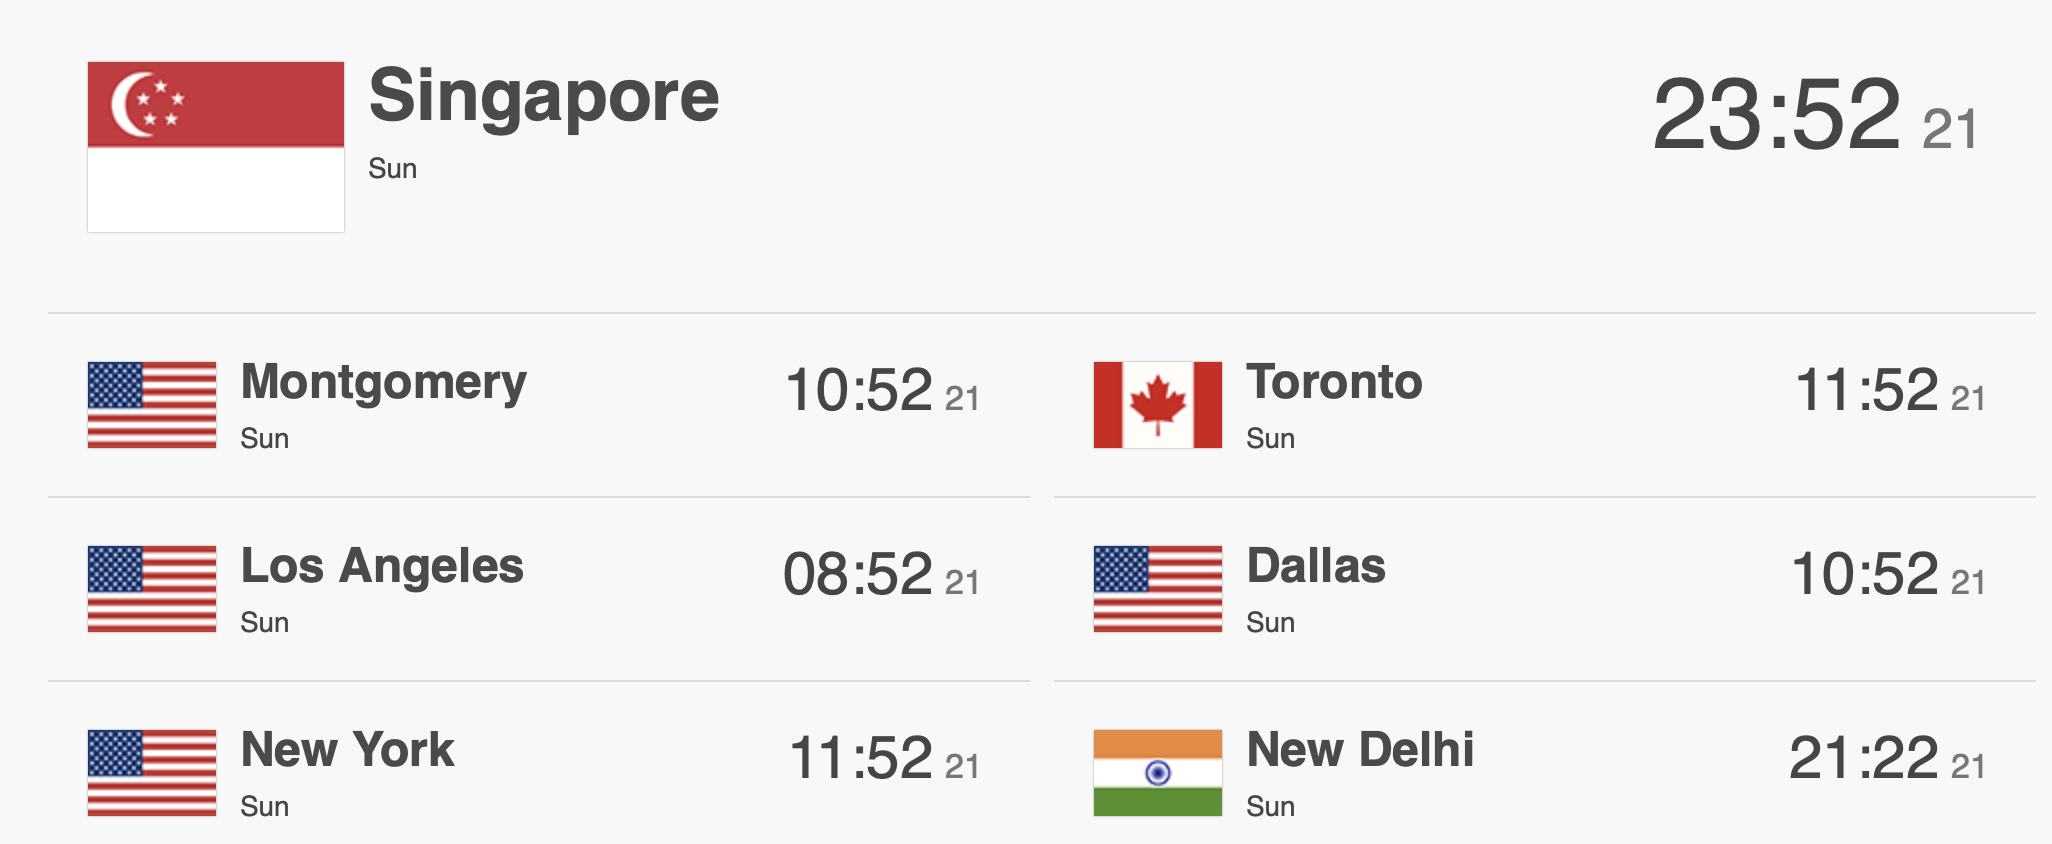 Singapore
23:52 21
Sun
Montgomery
10:52 21
Sun
Toronto
11:52 21
Sun
Los Angeles
08:52 21
Sun
Dallas
10:52 21
Sun
New York
11:52 21
Sun
New Delhi
21:22 21
Sun